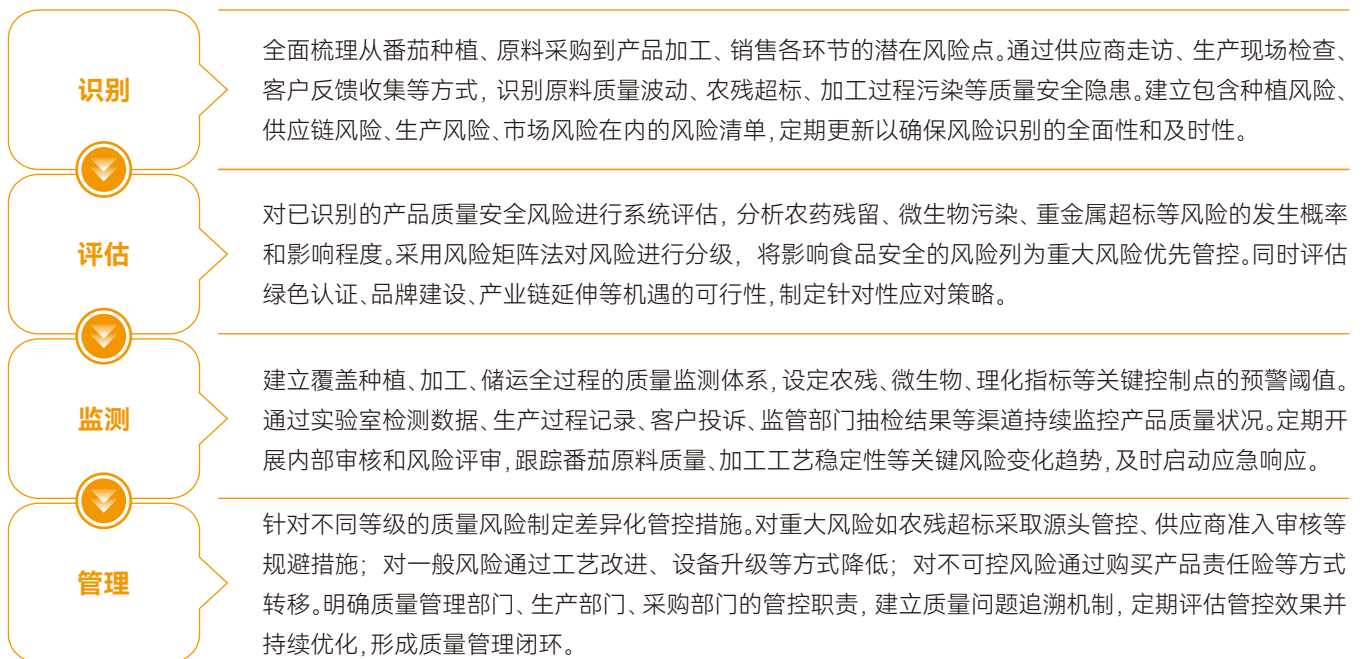 识别
全面梳理从番茄种植、原料采购到产品加工、销售各环节的潜在风险点。通过供应商走访、生产现场检查、
客户反馈收集等方式，识别原料质量波动、农残超标、加工过程污染等质量安全隐患。建立包含种植风险、
供应链风险、生产风险、市场风险在内的风险清单，定期更新以确保风险识别的全面性和及时性。
评估
对已识别的产品质量安全风险进行系统评估，分析农药残留、微生物污染、重金属超标等风险的发生概率
和影响程度。采用风险矩阵法对风险进行分级，将影响食品安全的风险列为重大风险优先管控。同时评估
绿色认证、品牌建设、产业链延伸等机遇的可行性，制定针对性应对策略。
监测
建立覆盖种植、加工、储运全过程的质量监测体系，设定农残、微生物、理化指标等关键控制点的预警阈值。
通过实验室检测数据、生产过程记录、客户投诉、监管部门抽检结果等渠道持续监控产品质量状况。定期开
展内部审核和风险评审，跟踪番茄原料质量、加工工艺稳定性等关键风险变化趋势，及时启动应急响应。
管理
针对不同等级的质量风险制定差异化管控措施。对重大风险如农残超标采取源头管控、供应商准入审核等
规避措施；对一般风险通过工艺改进、设备升级等方式降低；对不可控风险通过购买产品责任险等方式
转移。明确质量管理部门、生产部门、采购部门的管控职责，建立质量问题追溯机制，定期评估管控效果并
持续优化，形成质量管理闭环。